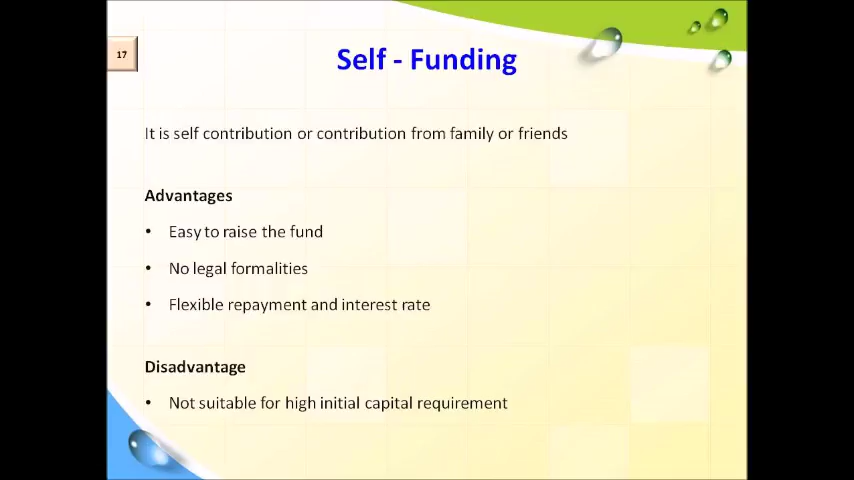 17
Self - Funding
It is self contribution or contribution from family or friends
Advantages
• Easy to raise the fund
• No legal formalities
• Flexible repayment and interest rate
Disadvantage
• Not suitable for high initial capital requirement